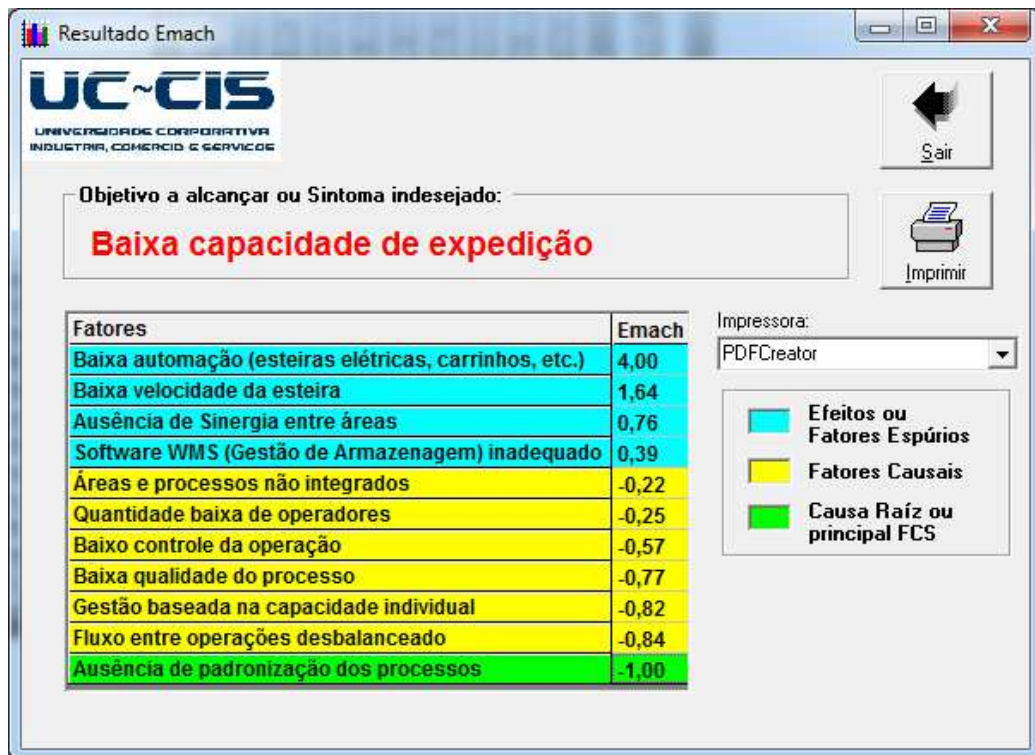 Resultado Emach
UC~CIS
UNIVERSIDADE CORPORATIVA
INDUSTRIA, COMERCIO E SERVICOS
Sair
Objetivo a alcançar ou Sintoma indesejado:
Baixa capacidade de expedição
Imprimir
Fatores Emach
Baixa automação (esteiras elétricas, carrinhos, etc.) 4,00
Baixa velocidade da esteira 1,64
Ausência de Sinergia entre áreas 0,76
Software WMS (Gestão de Armazenagem) inadequado 0,39
Áreas e processos não integrados -0,22
Quantidade baixa de operadores -0,25
Baixo controle da operação -0,57
Baixa qualidade do processo -0,77
Gestão baseada na capacidade individual -0,82
Fluxo entre operações desbalanceado -0,84
Ausência de padronização dos processos -1,00
Impressora:
PDFCreator
Efeitos ou
Fatores Espúrios
Fatores Causais
Causa Raíz ou
principal FCS